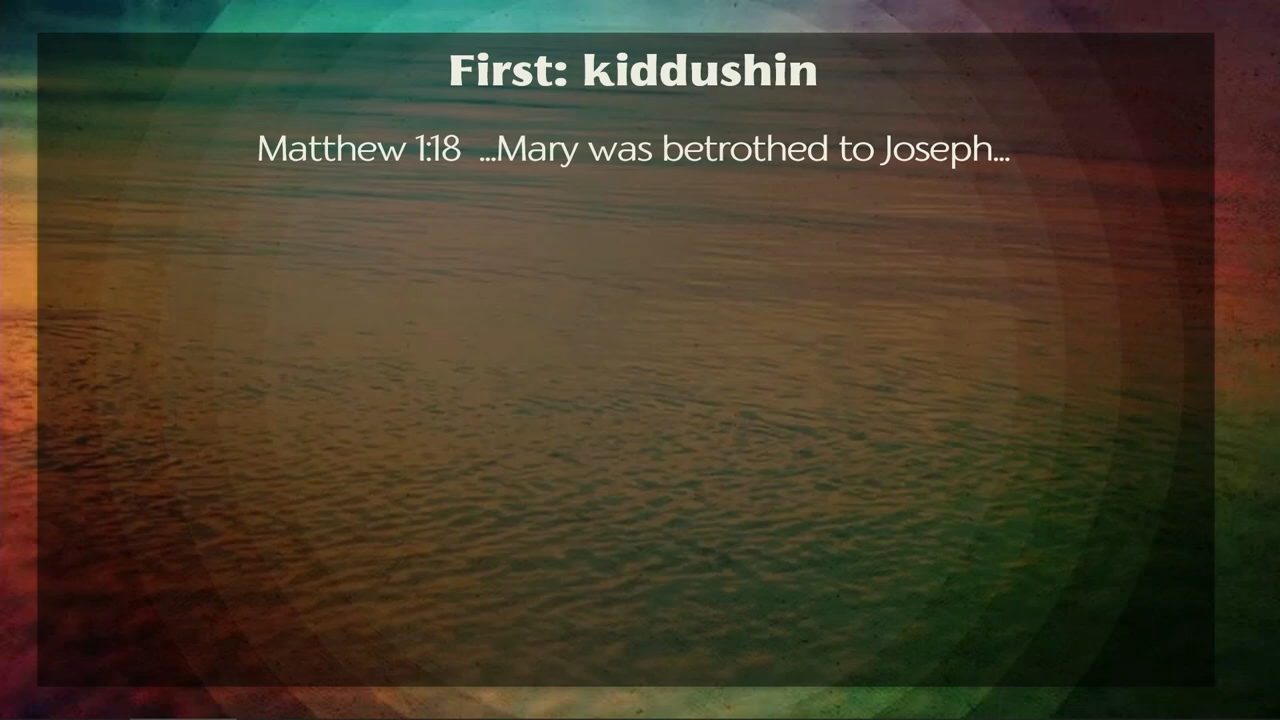 First: kiddushin
Matthew 1:18 ...Mary was betrothed to Joseph...